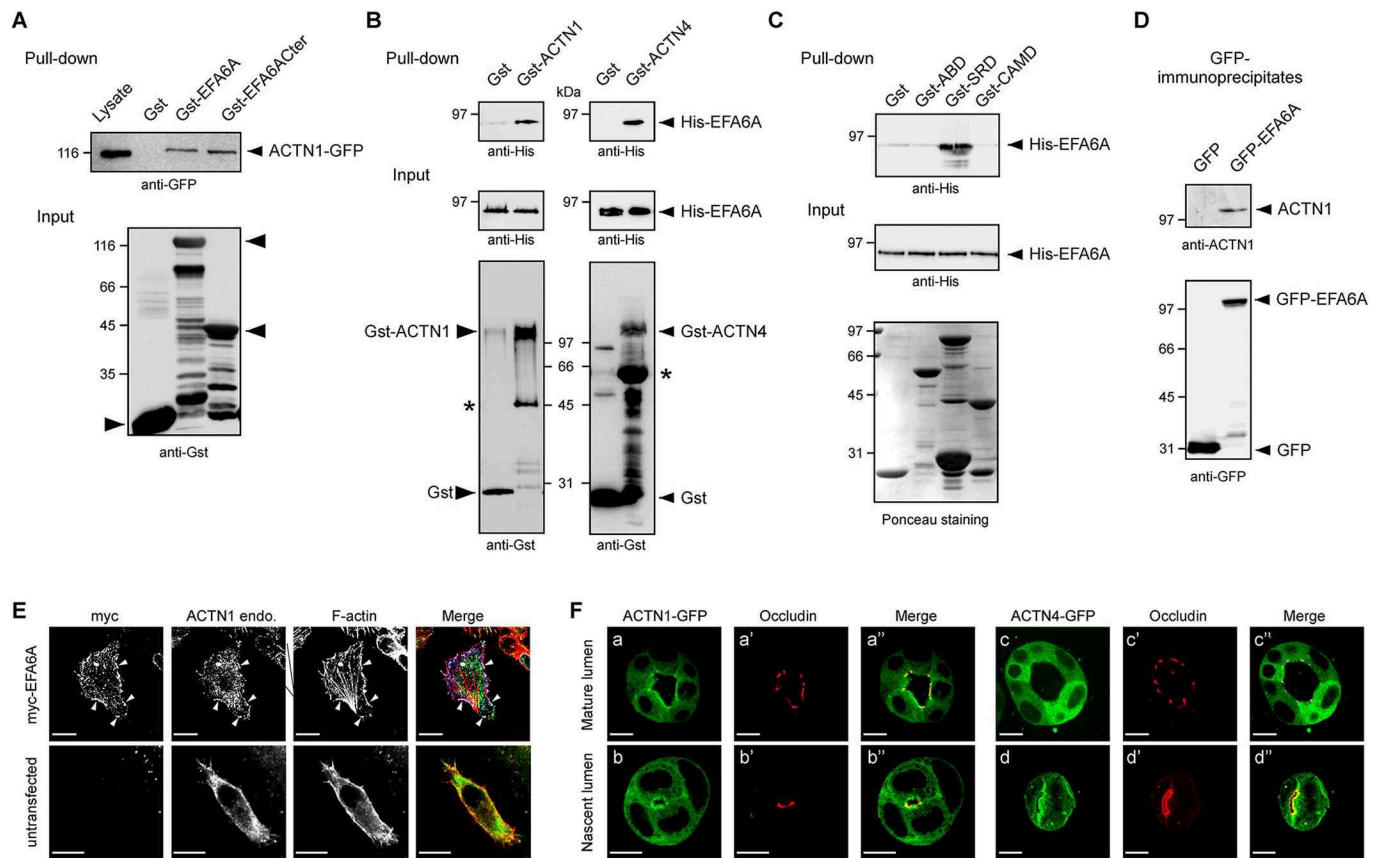 A
Pull-down
Lysate
Gst
Gst-EFA6A
Gst-EFA6ACter
116
ACTN1-GFP
anti-GFP
Input
116
66
45
35
anti-Gst
B
Pull-down
Gst
Gst-ACTN1
kDa
Gst
Gst-ACTN4
97
97
His-EFA6A
anti-His
anti-His
Input
97
97
His-EFA6A
anti-His
anti-His
Gst-ACTN1
Gst-ACTN4
97
66
*
*
45
31
Gst
Gst
anti-Gst
anti-Gst
C
Pull-down
Gst
Gst-ABD
Gst-SRD
Gst-CAMD
97
His-EFA6A
anti-His
Input
97
His-EFA6A
anti-His
97
66
45
31
Ponceau staining
D
GFP-
immunoprecipitates
GFP
GFP-EFA6A
ACTN1
97
anti-ACTN1
GFP-EFA6A
97
66
45
31
GFP
anti-GFP
E
myc
ACTN1 endo.
F-actin
Merge
myc-EFA6A
untransfected
F
ACTN1-GFP
Occludin
Merge
ACTN4-GFP
Occludin
Merge
Mature lumen
a
a'
a''
c
c'
c''
Nascent lumen
b
b'
b''
d
d'
d''